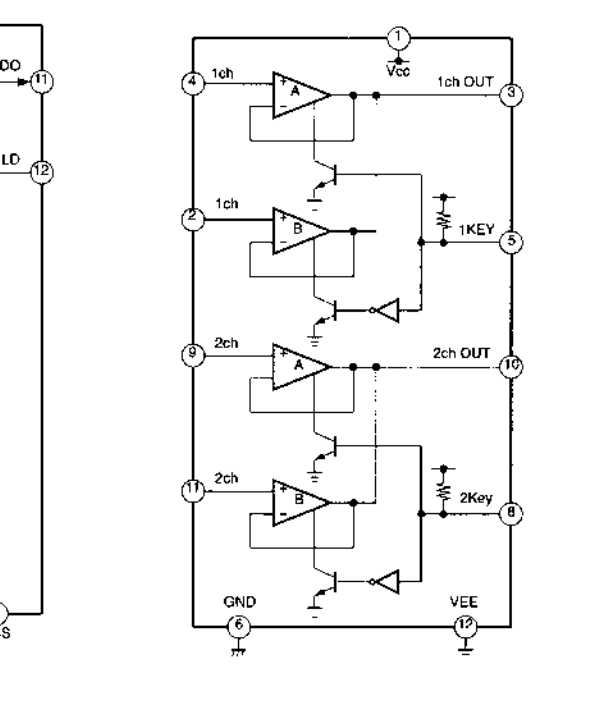 DO
11
LD
12
S
1
Vcc
4
1ch
+
A
−
1ch OUT
3
2
1ch
+
B
−
1KEY
5
9
2ch
+
A
−
2ch OUT
10
11
2ch
+
B
−
2Key
8
GND
6
VEE
12